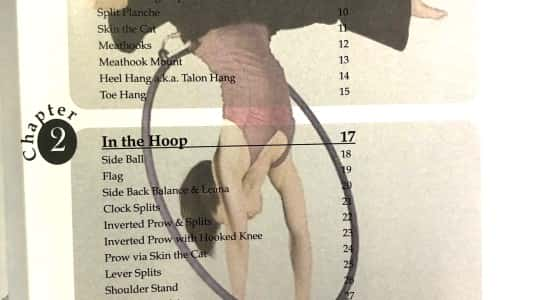 Split Planche 10
Skin the Cat 11
Meathooks 12
Meathook Mount 13
Heel Hang a.k.a. Talon Hang 14
Toe Hang 15
Chapter 2
In the Hoop 17
Side Ball 18
Flag 19
Side Back Balance & Leana 20
Clock Splits 21
Inverted Prow & Splits 22
Inverted Prow with Hooked Knee 23
Prow via Skin the Cat 24
Lever Splits 25
Shoulder Stand 26
27